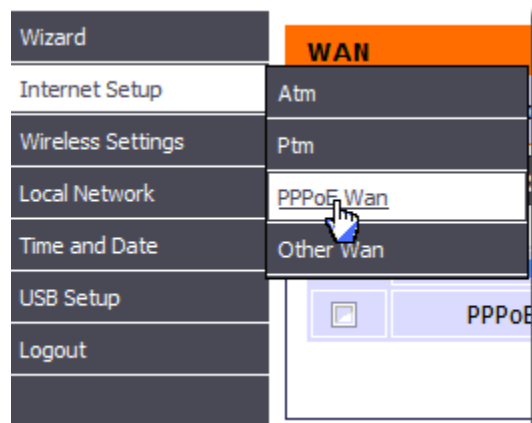 Wizard
Internet Setup
Wireless Settings
Local Network
Time and Date
USB Setup
Logout
WAN
Atm
Ptm
PPPoE Wan
Other Wan
PPPoE